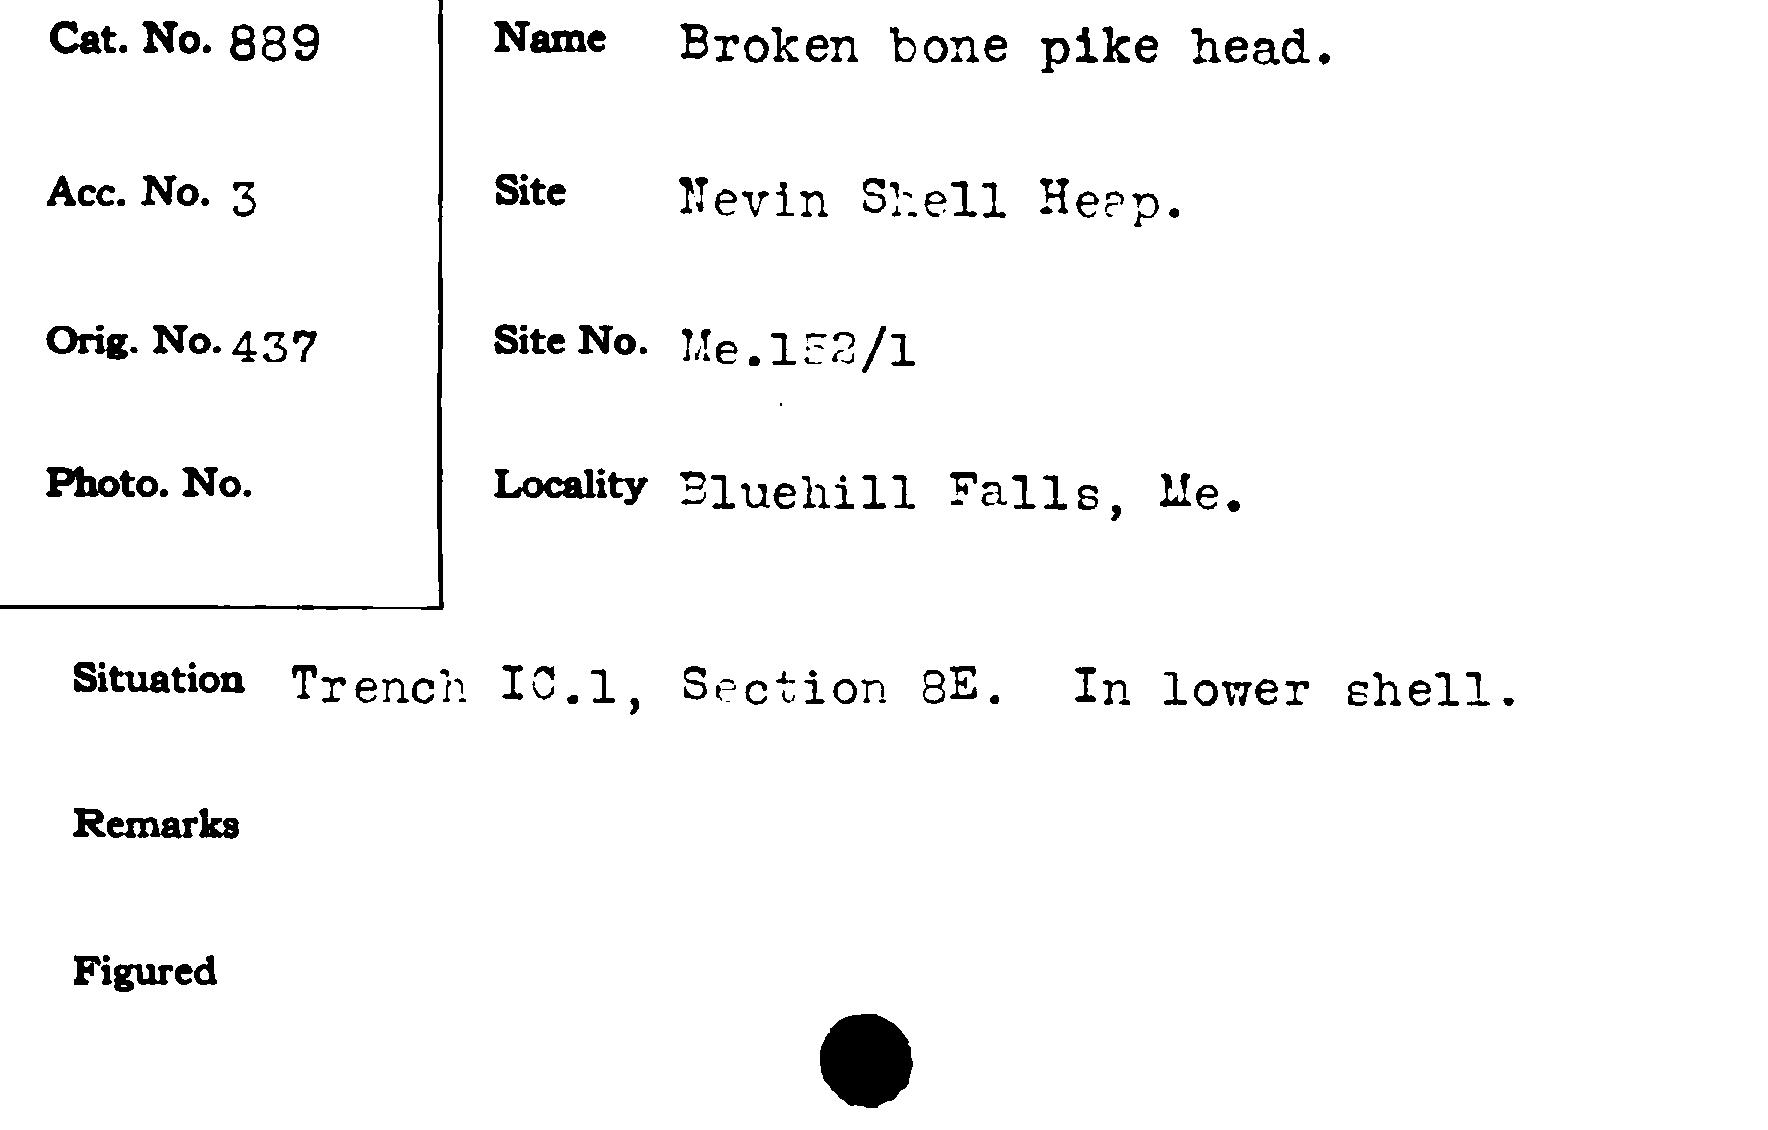 Cat. No. 889
Name Broken bone pike head.
Acc. No. 3
Site Nevin Shell Heap.
Orig. No. 437
Site No. Me.152/1
Photo. No.
Locality Bluehill Falls, Me.
Situation Trench IC.1, Section 8E. In lower shell.
Remarks
Figured